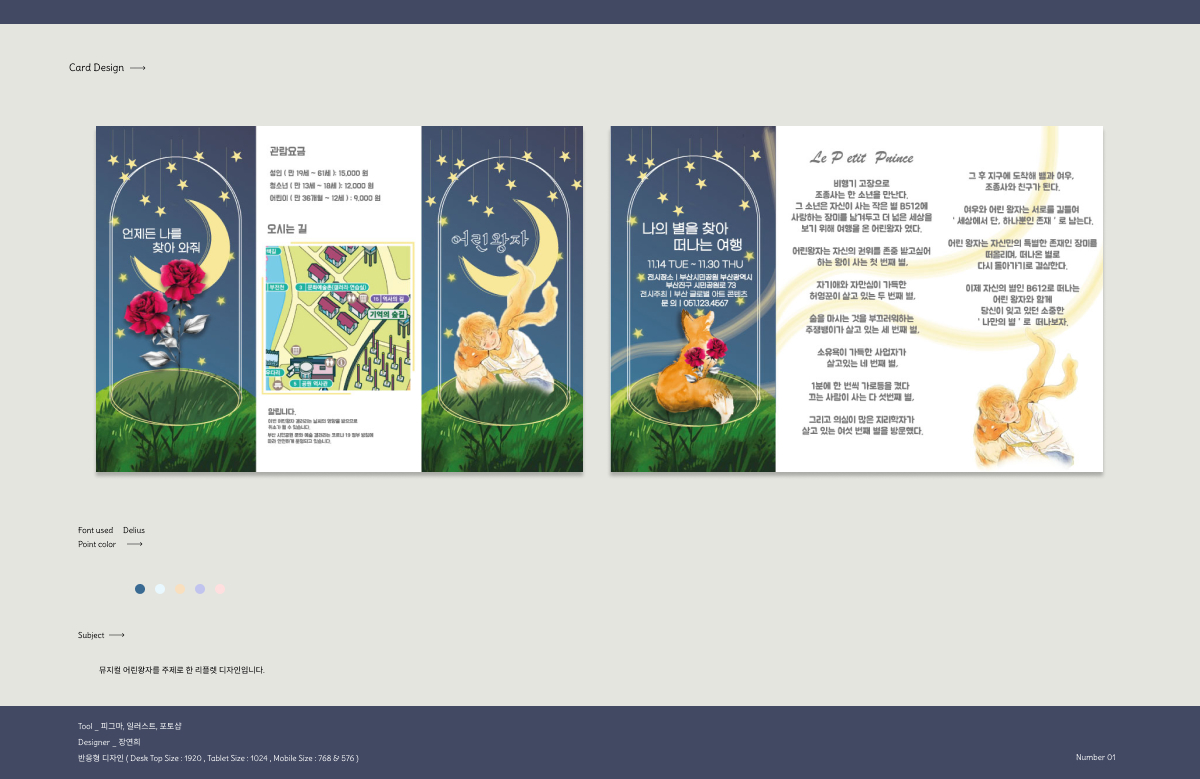 Card Design
언제든 나를
찾아 와줘
관람요금
성인 ( 만 19세 ~ 61세 ): 15,000 원
청소년 ( 만 13세 ~ 18세 ): 12,000 원
어린이 ( 만 36개월 ~ 12세 ) : 9,000 원
오시는 길
부전천
문화예술촌(갤러리 연습실)
역사의 길
기억의 숲길
우다리
6 공원 역사관
알립니다.
어린왕자
나의 별을 찾아
떠나는 여행
11.14 TUE ~ 11.30 THU
전시장소 | 부산시민공원 부산역사
부산진구 시민공원로 73
전시주최 | 부산 글로벌 아트 콘텐츠
문 의 | 051.123.4567
Le P etit Prince
비행기 고장으로
조종사는 한 소년을 만난다.
그 소년은 자신이 사는 작은 별 B512에
사랑하는 장미를 남겨두고 더 넓은 세상을
보기 위해 여행을 온 어린왕자 였다.
어린왕자는 자신의 권위를 존중 받고싶어
하는 왕이 사는 첫 번째 별,
자기애와 자만심이 가득한
허영꾼이 살고 있는 두 번째 별,
술을 마시는 것을 부끄러워하는
주쟁뱅이가 살고 있는 세 번째 별,
소유욕이 가득한 사업가가
살고있는 네 번째 별,
1분에 한 번씩 가로등을 켰다
끄는 사람이 사는 다 섯번째 별,
그리고 의심이 많은 지리학자가
살고 있는 여섯 번째 별을 방문했다.
그 후 지구에 도착해 뱀과 여우,
조종사와 친구가 된다.
여우와 어린 왕자는 서로를 길들여
' 세상에서 단, 하나뿐인 존재 ' 로 남는다.
어린 왕자는 자신만의 특별한 존재인 장미를
떠올리며, 떠나온 별로
다시 돌아가기로 결심한다.
이제 자신의 별인 B612로 떠나는
어린 왕자와 함께
당신이 잊고 있던 소중한
' 나만의 별 ' 로 떠나보자.
Font used Delius
Point color
Subject
뮤지컬 어린왕자를 주제로 한 리플렛 디자인입니다.
Tool _ 피그마, 일러스트, 포토샵
Designer _ 장연희
반응형 디자인 ( Desk Top Size : 1920 , Tablet Size : 1024 , Mobile Size : 768 & 576 )
Number 01